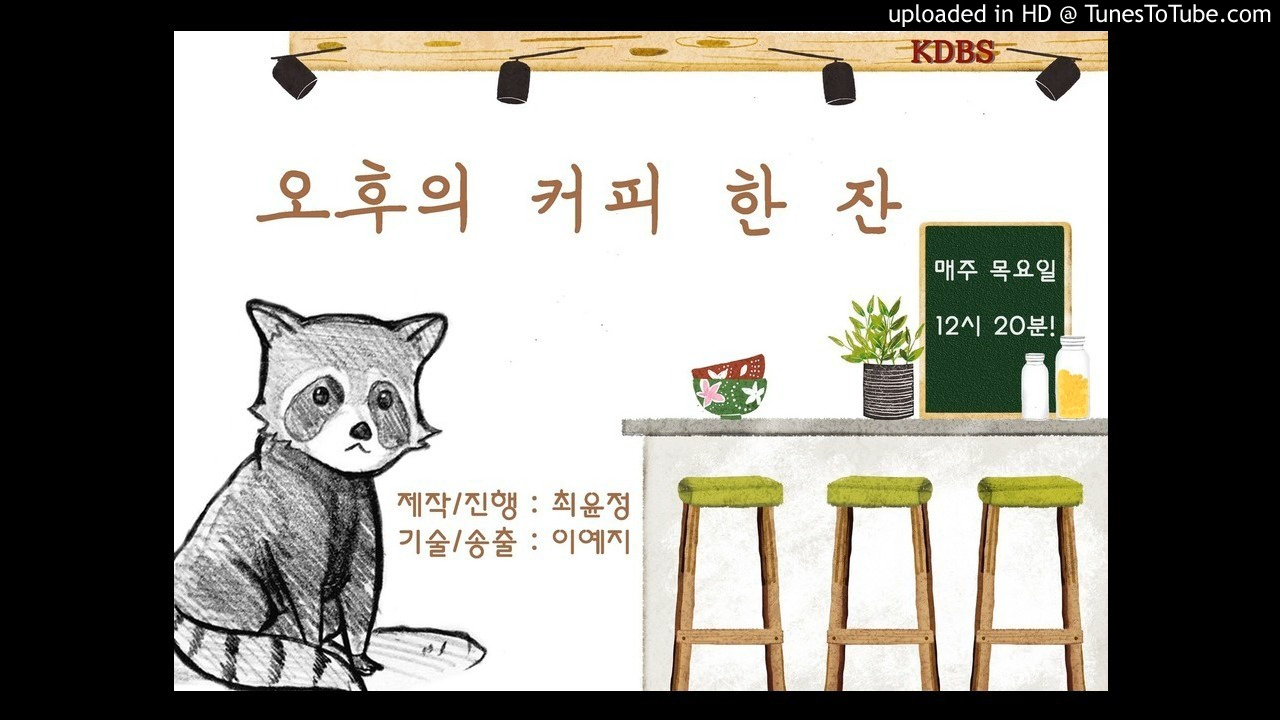 uploaded in HD @ TunesToTube.com
KDBS
오후의 커피 한 잔
매주 목요일
12시 20분!
제작/진행 : 최윤정
기술/송출 : 이예지